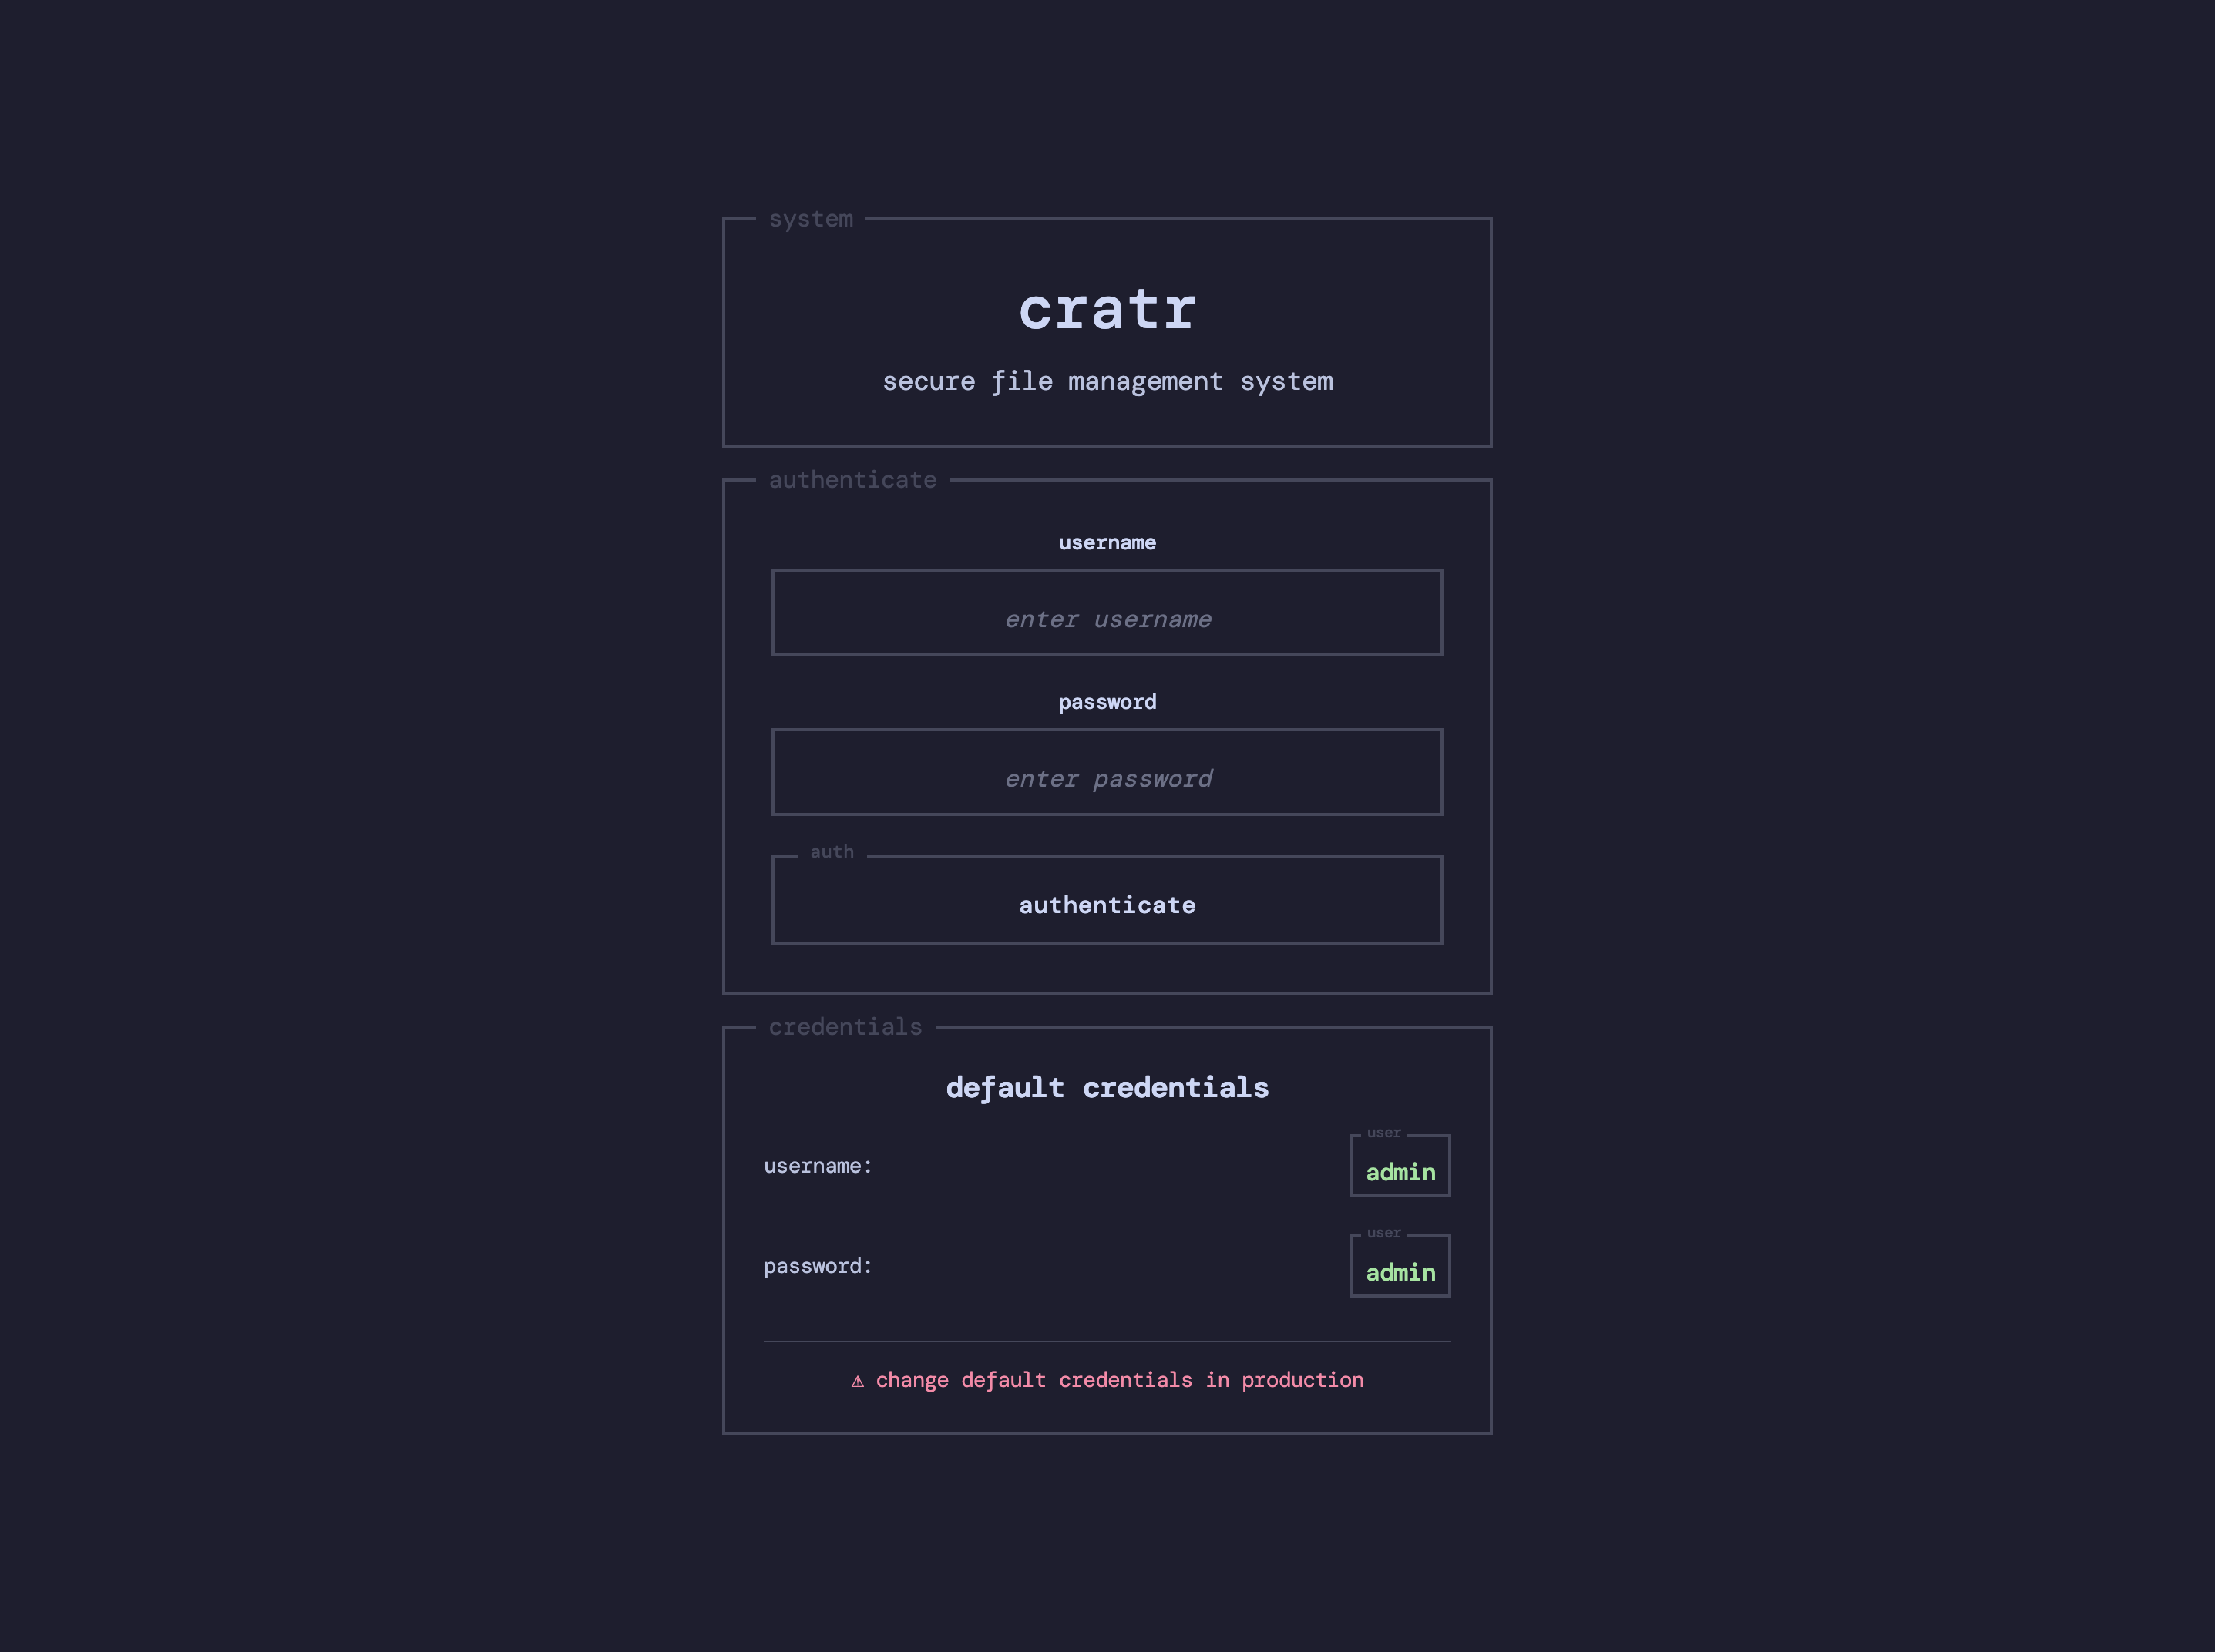 system
cratr
secure file management system
authenticate
username
enter username
password
enter password
auth
authenticate
credentials
default credentials
user
username: admin
user
password: admin
⚠ change default credentials in production